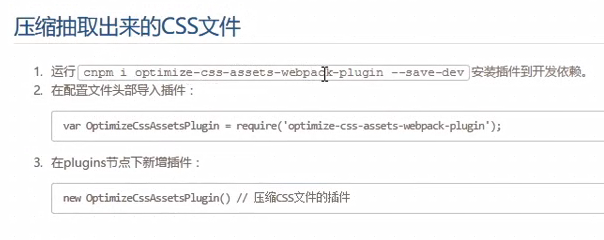 压缩抽取出来的CSS文件
1. 运行 cnpm i optimize-css-assets-webpack-plugin --save-dev 安装插件到开发依赖。
2. 在配置文件头部导入插件：
var OptimizeCssAssetsPlugin = require('optimize-css-assets-webpack-plugin');
3. 在plugins节点下新增插件：
new OptimizeCssAssetsPlugin() // 压缩CSS文件的插件